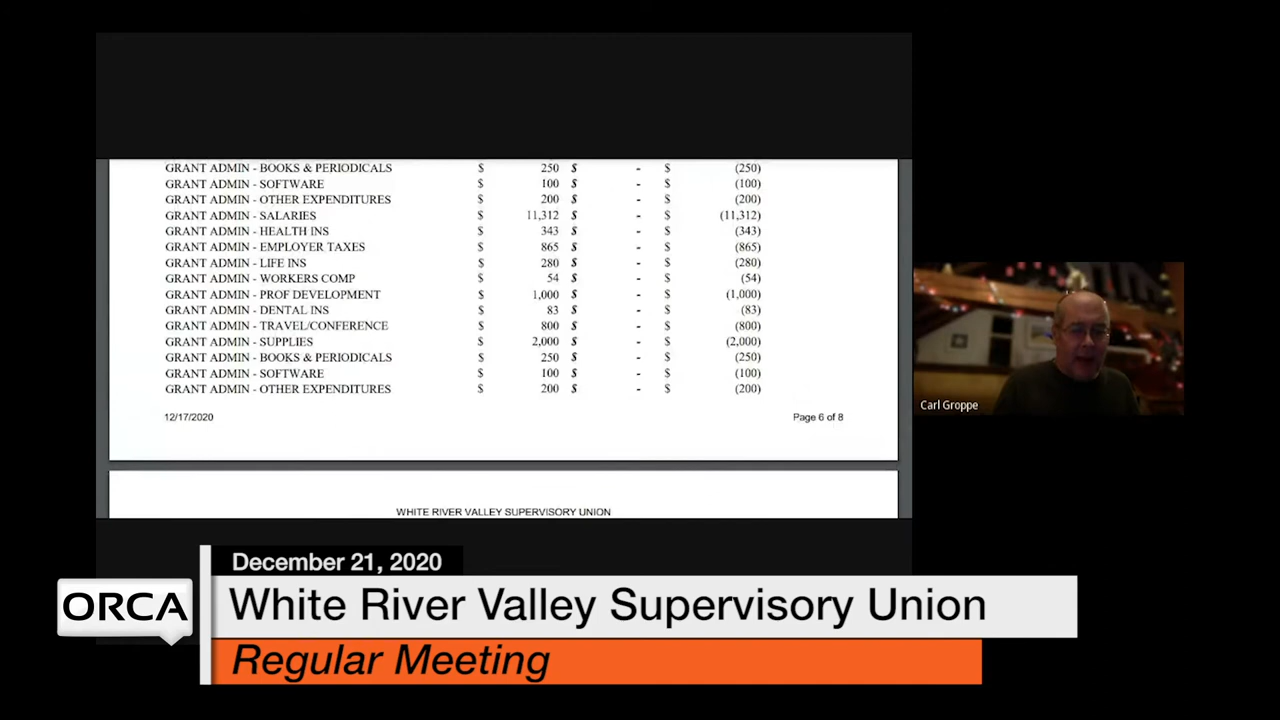 GRANT ADMIN - BOOKS & PERIODICALS $ 250 $ - $ (250)
GRANT ADMIN - SOFTWARE $ 100 $ - $ (100)
GRANT ADMIN - OTHER EXPENDITURES $ 200 $ - $ (200)
GRANT ADMIN - SALARIES $ 11,312 $ - $ (11,312)
GRANT ADMIN - HEALTH INS $ 343 $ - $ (343)
GRANT ADMIN - EMPLOYER TAXES $ 865 $ - $ (865)
GRANT ADMIN - LIFE INS $ 280 $ - $ (280)
GRANT ADMIN - WORKERS COMP $ 54 $ - $ (54)
GRANT ADMIN - PROF DEVELOPMENT $ 1,000 $ - $ (1,000)
GRANT ADMIN - DENTAL INS $ 83 $ - $ (83)
GRANT ADMIN - TRAVEL/CONFERENCE $ 800 $ - $ (800)
GRANT ADMIN - SUPPLIES $ 2,000 $ - $ (2,000)
GRANT ADMIN - BOOKS & PERIODICALS $ 250 $ - $ (250)
GRANT ADMIN - SOFTWARE $ 100 $ - $ (100)
GRANT ADMIN - OTHER EXPENDITURES $ 200 $ - $ (200)
12/17/2020 Page 6 of 8
WHITE RIVER VALLEY SUPERVISORY UNION
Carl Groppe
December 21, 2020
ORCA
White River Valley Supervisory Union
Regular Meeting